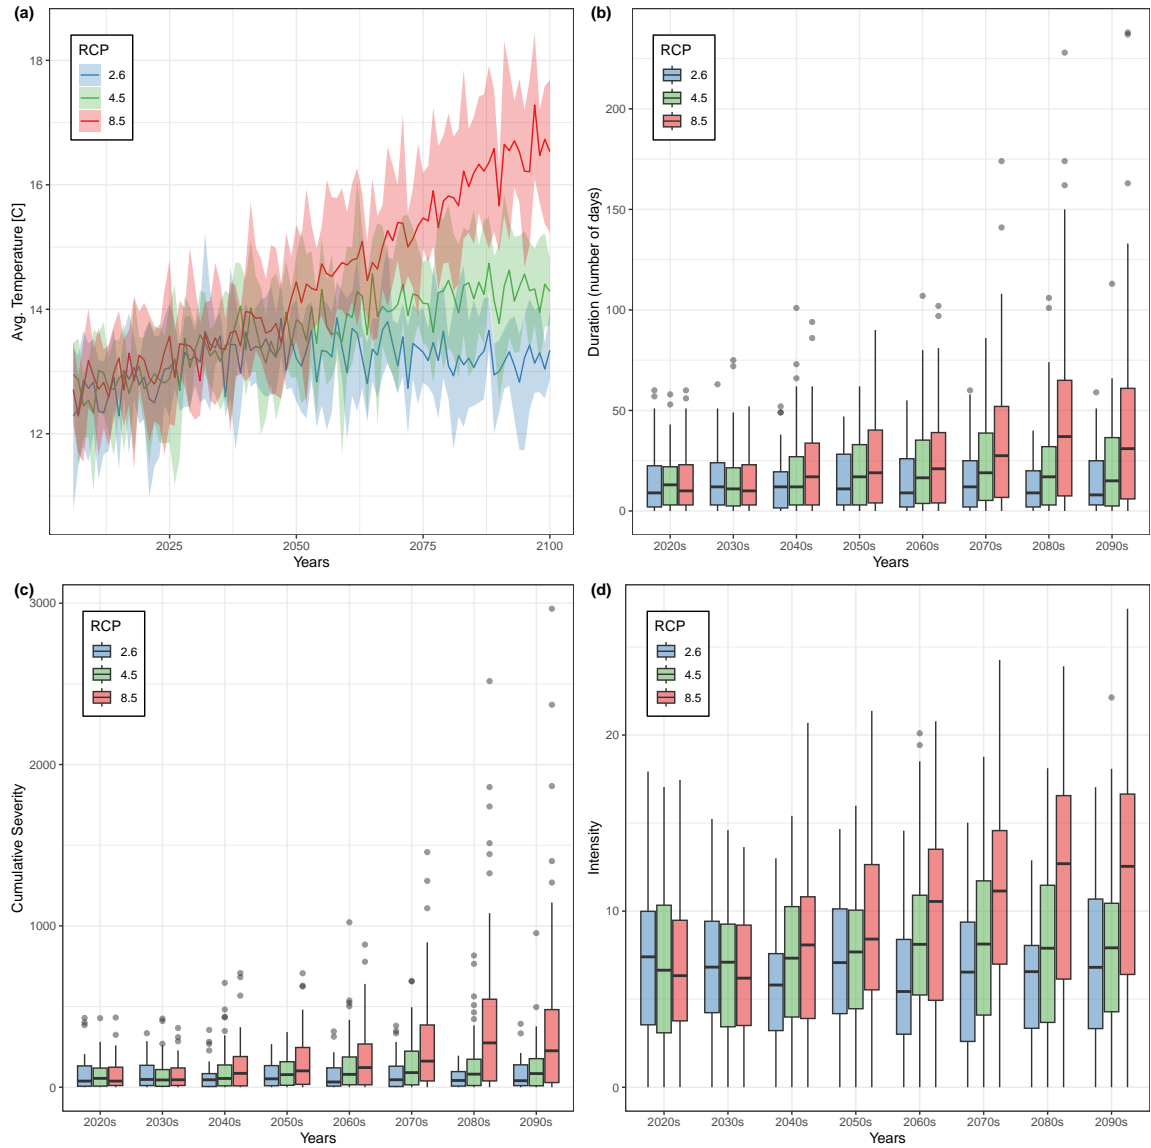 (a)
RCP
2.6
4.5
8.5
18
16
14
12
Avg. Temperature [C]
2025
2050
2075
2100
Years
(b)
RCP
2.6
4.5
8.5
200
150
100
50
0
Duration (number of days)
2020s
2030s
2040s
2050s
2060s
2070s
2080s
2090s
Years
(c)
RCP
2.6
4.5
8.5
3000
2000
1000
0
Cumulative Severity
2020s
2030s
2040s
2050s
2060s
2070s
2080s
2090s
Years
(d)
RCP
2.6
4.5
8.5
20
10
0
Intensity
2020s
2030s
2040s
2050s
2060s
2070s
2080s
2090s
Years